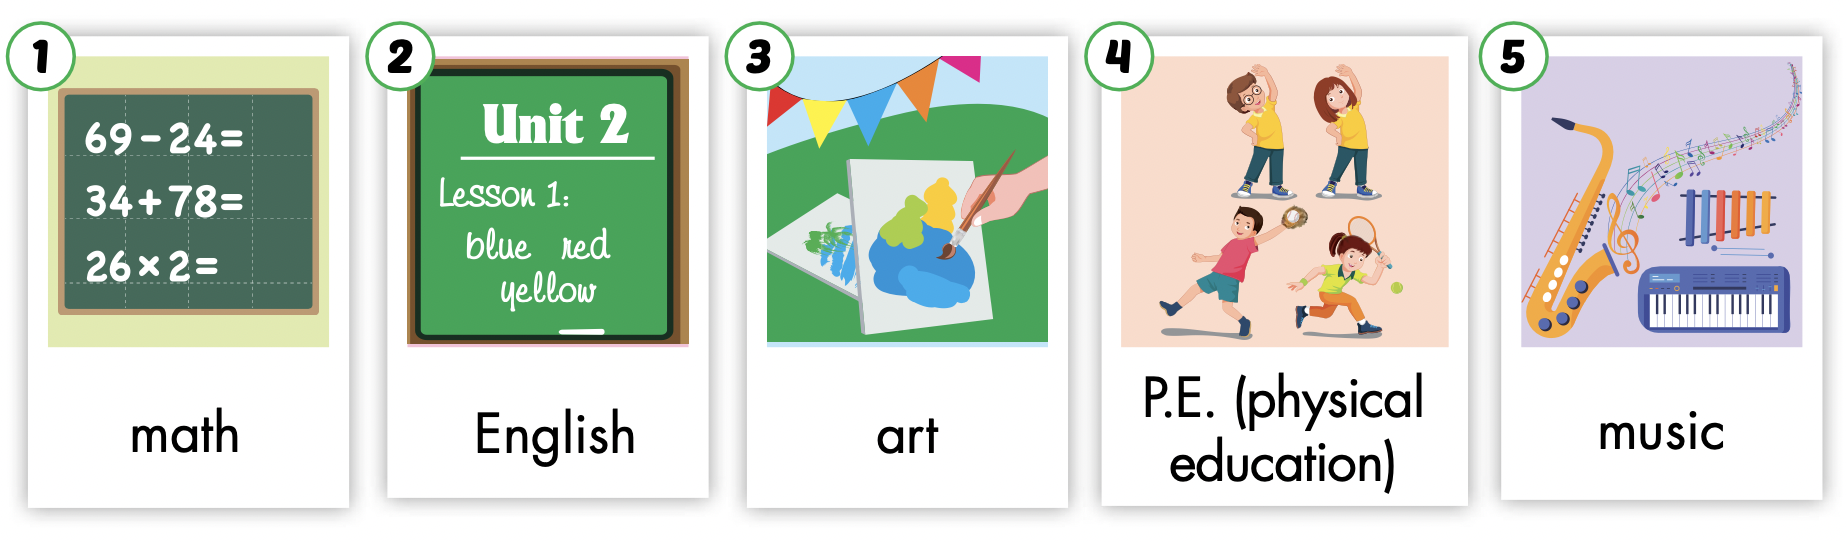 1
69-24=
34+78=
26×2=
math
2
Unit 2
Lesson 1:
blue red
yellow
English
3
art
4
P.E. (physical
education)
5
music